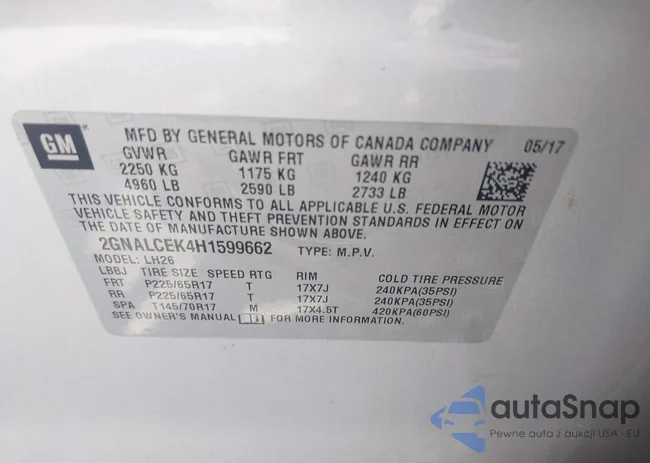 GM
MFD BY GENERAL MOTORS OF CANADA COMPANY 05/17
GVWR GAWR FRT GAWR RR
2250 KG 1175 KG 1240 KG
4960 LB 2590 LB 2733 LB
THIS VEHICLE CONFORMS TO ALL APPLICABLE U.S. FEDERAL MOTOR
VEHICLE SAFETY AND THEFT PREVENTION STANDARDS IN EFFECT ON
THE DATE OF MANUFACTURE SHOWN ABOVE.
2GNALCEK4H1599662 TYPE: M.P.V.
MODEL: LH26
LBBJ TIRE SIZE SPEED RTG RIM COLD TIRE PRESSURE
FRT P225/65R17 T 17X7J 240KPA(35PSI)
RR P225/65R17 T 17X7J 240KPA(35PSI)
SPA T145/70R17 M 17X4.5T 420KPA(60PSI)
SEE OWNER'S MANUAL FOR MORE INFORMATION.
autaSnap
Pewne auta z aukcji USA - EU